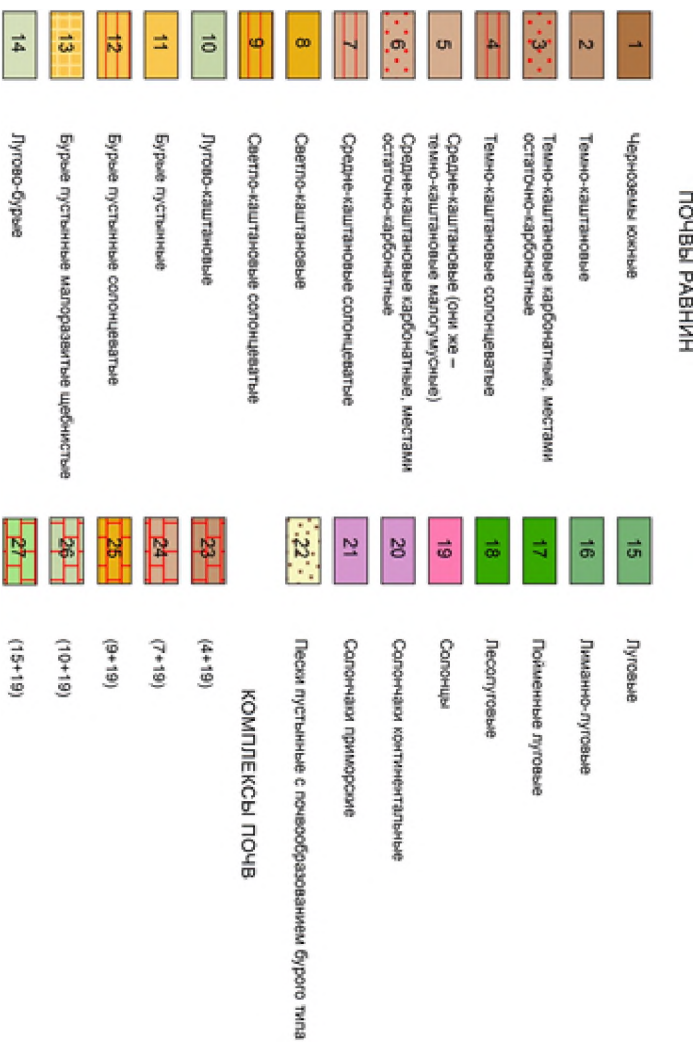 ПОЧВЫ РАВНИН
1 Черноземы южные
2 Темно-каштановые
3 Темно-каштановые карбонатные, местами
остаточно-карбонатные
4 Темно-каштановые солонцеватые
5 Средне-каштановые (они же –
темно-каштановые малогумусные)
6 Средне-каштановые карбонатные, местами
остаточно-карбонатные
7 Средне-каштановые солонцеватые
8 Светло-каштановые
9 Светло-каштановые солонцеватые
10 Лугово-каштановые
11 Бурые пустынные
12 Бурые пустынные солонцеватые
13 Бурые пустынные малоразвитые щебнистые
14 Лугово-бурые
15 Луговые
16 Лиманно-луговые
17 Пойменные луговые
18 Лесолуговые
19 Солонцы
20 Солончаки континентальные
21 Солончаки приморские
22 Пески пустынные с почвообразованием бурого типа
КОМПЛЕКСЫ ПОЧВ
23 (4+19)
24 (7+19)
25 (9+19)
26 (10+19)
27 (15+19)